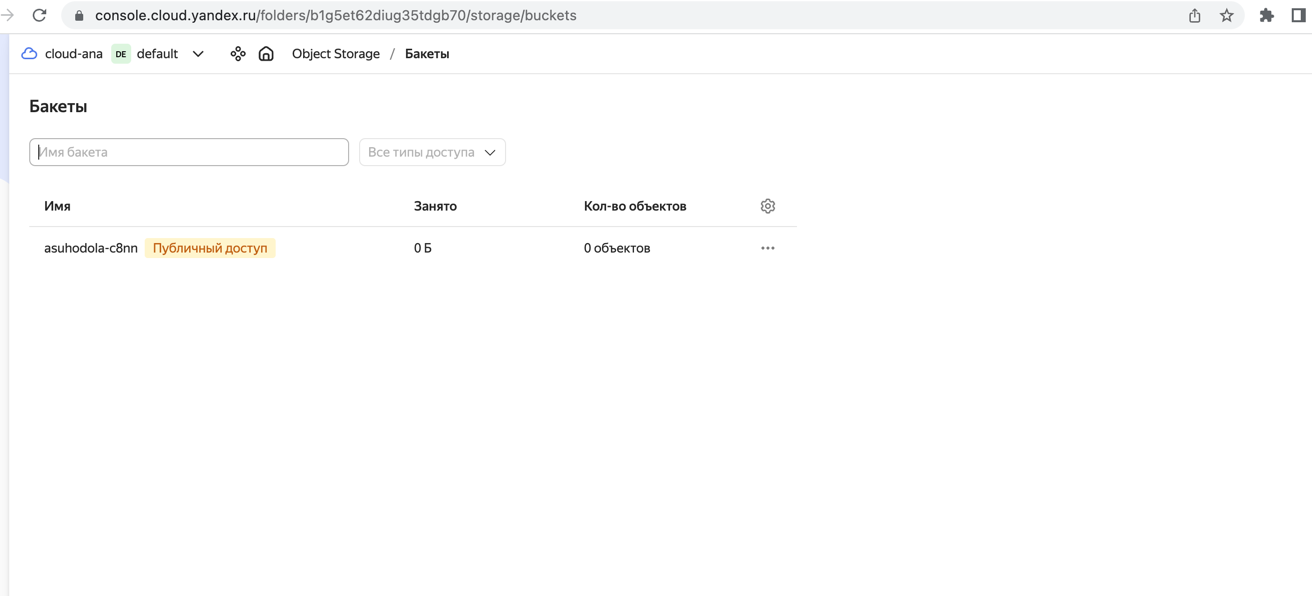 console.cloud.yandex.ru/folders/b1g5et62diug35tdgb70/storage/buckets
cloud-ana DE default Object Storage / Бакеты
Бакеты
Имя бакета Все типы доступа
Имя Занято Кол-во объектов
asuhodola-c8nn Публичный доступ 0 Б 0 объектов